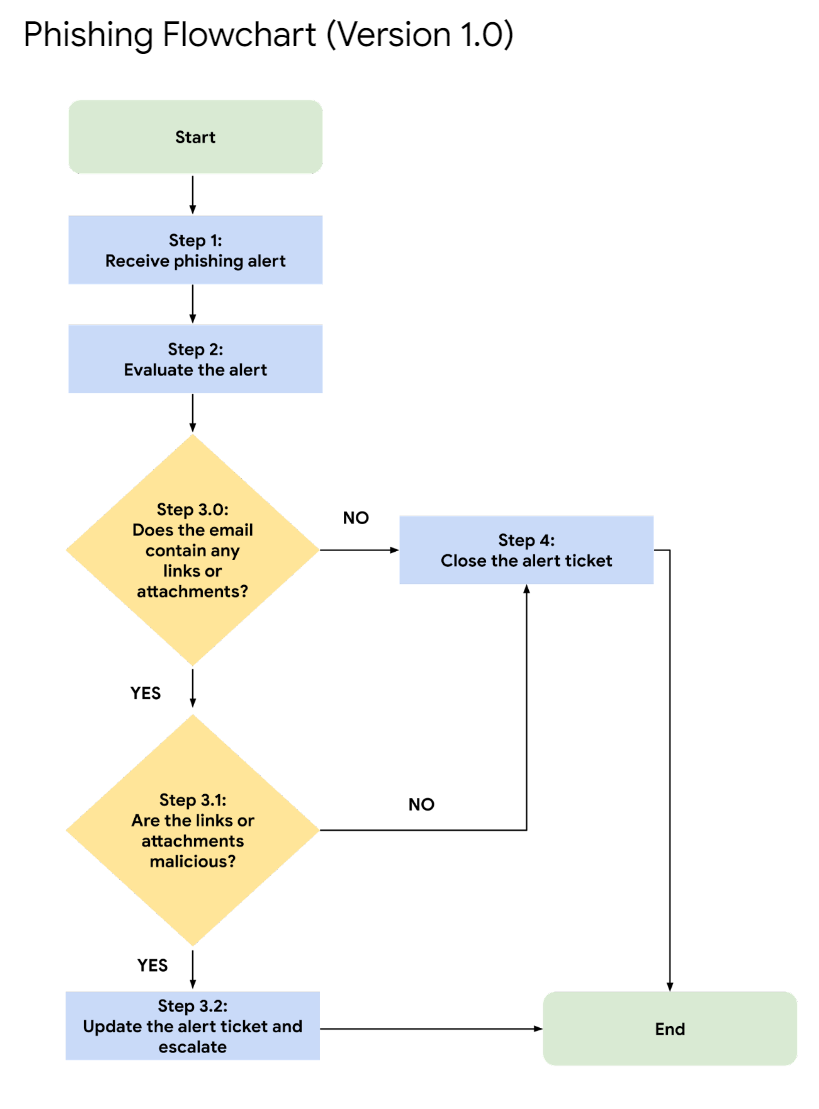 Phishing Flowchart (Version 1.0)
Start
Step 1:
Receive phishing alert
Step 2:
Evaluate the alert
Step 3.0:
Does the email
contain any
links or
attachments?
NO
Step 4:
Close the alert ticket
YES
Step 3.1:
Are the links or
attachments
malicious?
NO
YES
Step 3.2:
Update the alert ticket and
escalate
End